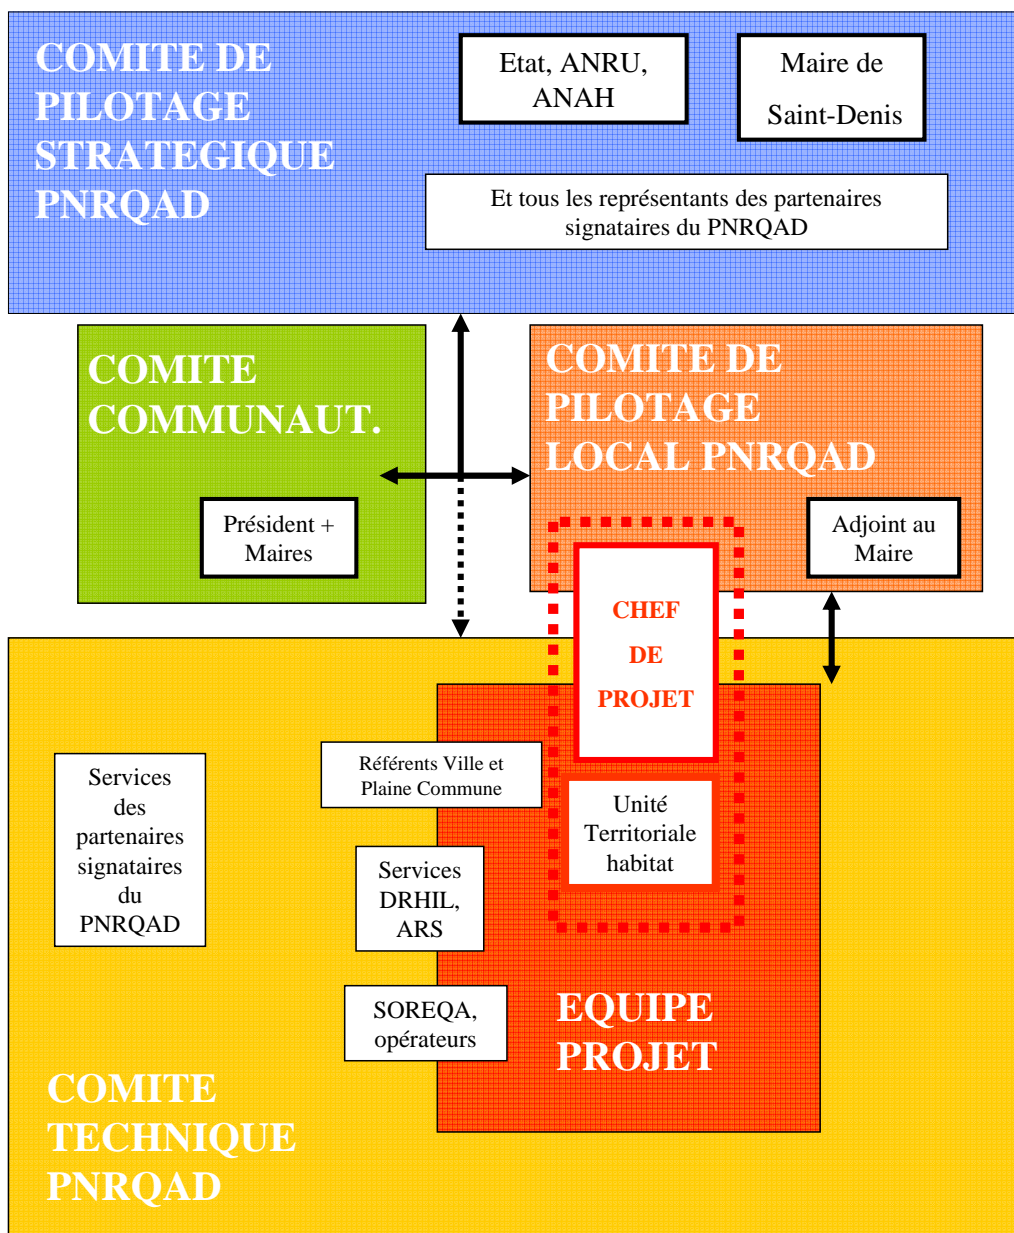 COMITE DE
PILOTAGE
STRATEGIQUE
PNRQAD
Etat, ANRU,
ANAH
Maire de
Saint-Denis
Et tous les représentants des partenaires
signataires du PNRQAD
COMITE
COMMUNAUT.
Président +
Maires
COMITE DE
PILOTAGE
LOCAL PNRQAD
Adjoint au
Maire
CHEF
DE
PROJET
Référents Ville et
Plaine Commune
Unité
Territoriale
habitat
Services
des
partenaires
signataires
du
PNRQAD
Services
DRHIL,
ARS
SOREQA,
opérateurs
EQUIPE
PROJET
COMITE
TECHNIQUE
PNRQAD